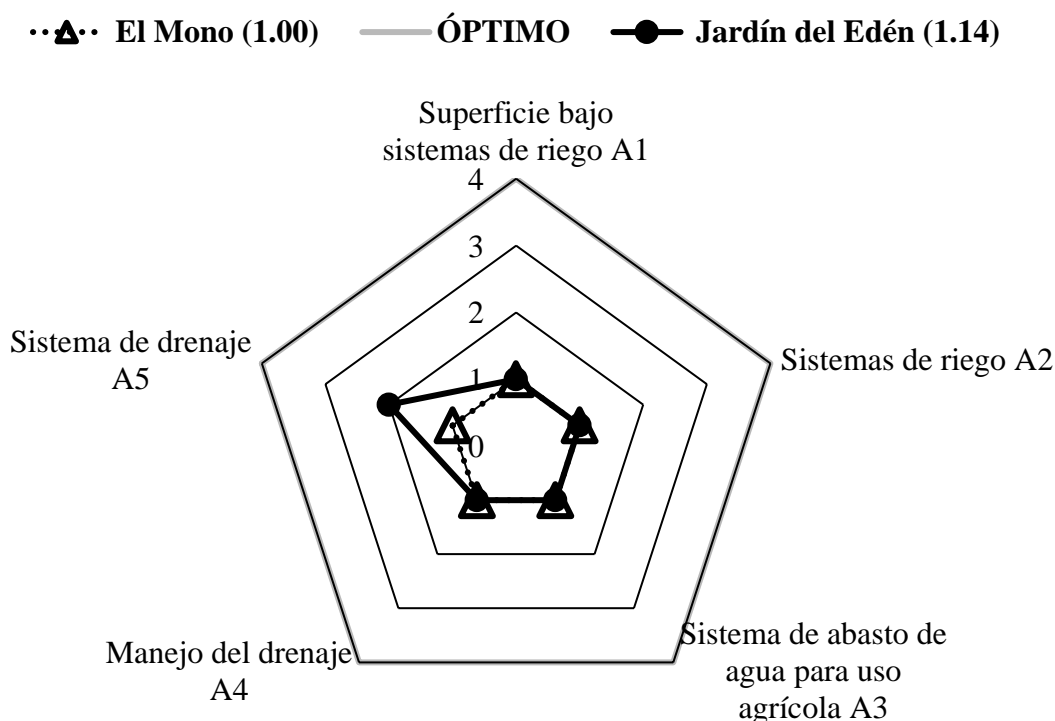 El Mono (1.00) ÓPTIMO Jardín del Edén (1.14)
Superficie bajo
sistemas de riego A1
4
3
2
1
0
Sistemas de riego A2
Sistema de abasto de
agua para uso
agrícola A3
Manejo del drenaje
A4
Sistema de drenaje
A5